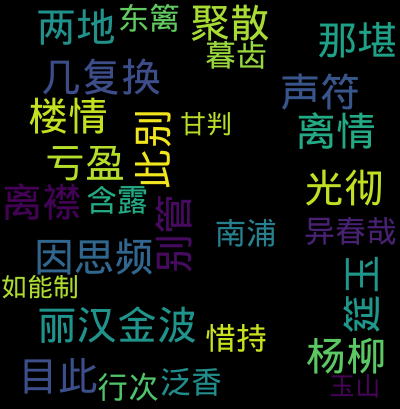 两地
东篱
聚散
那堪
暮齿
几复换
声符
楼情
此别
甘判
离情
亏盈
光彻
离襟
含露
别管
南浦
异春哉
因思频
如能制
筵玉
丽汉金波
惜持
杨柳
目此
行次
泛香
玉山